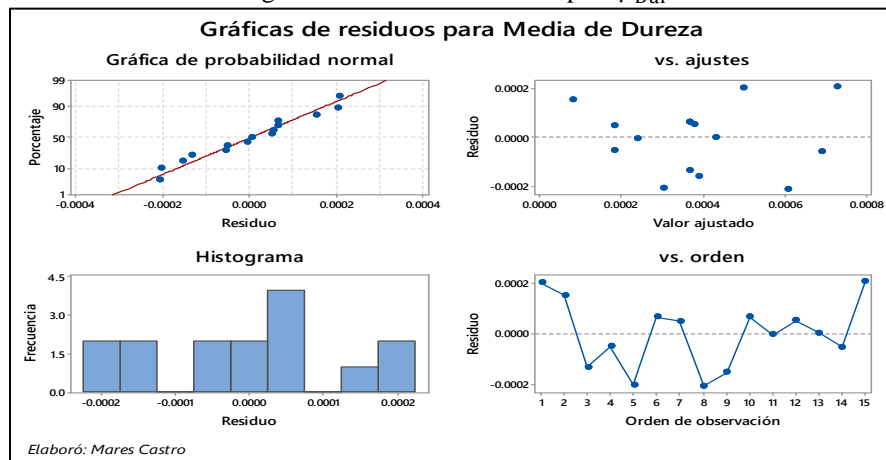 Gráficas de residuos para Media de Dureza
Gráfica de probabilidad normal
99
90
50
10
1
Porcentaje
-0.0004
-0.0002
0.0000
0.0002
0.0004
Residuo
vs. ajustes
0.0002
0.0000
-0.0002
Residuo
0.0000
0.0002
0.0004
0.0006
0.0008
Valor ajustado
Histograma
4.5
3.0
1.5
0.0
Frecuencia
-0.0002
-0.0001
0.0000
0.0001
0.0002
Residuo
vs. orden
0.0002
0.0000
-0.0002
Residuo
1 2 3 4 5 6 7 8 9 10 11 12 13 14 15
Orden de observación
Elaboró: Mares Castro